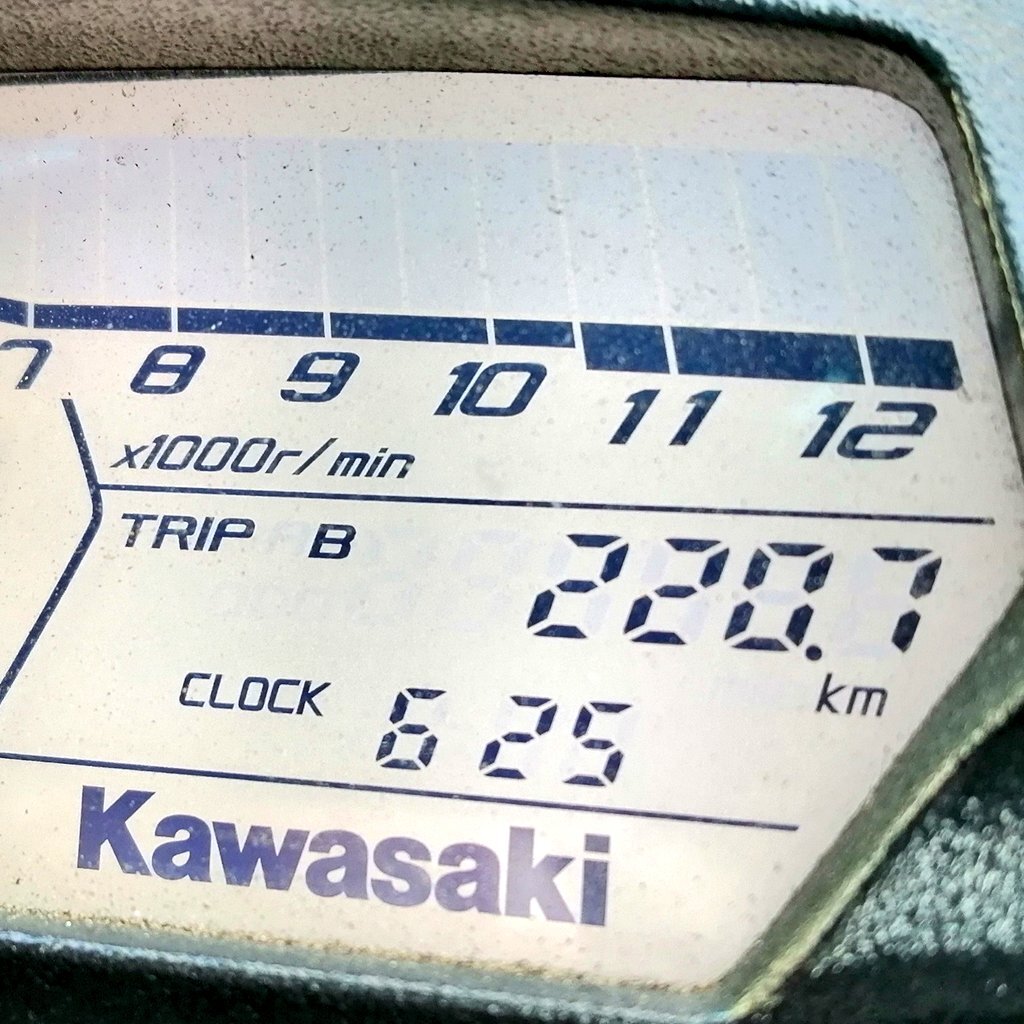 7 8 9 10 11 12
x1000r/min
TRIP B 220.7
km
CLOCK 6 25
Kawasaki